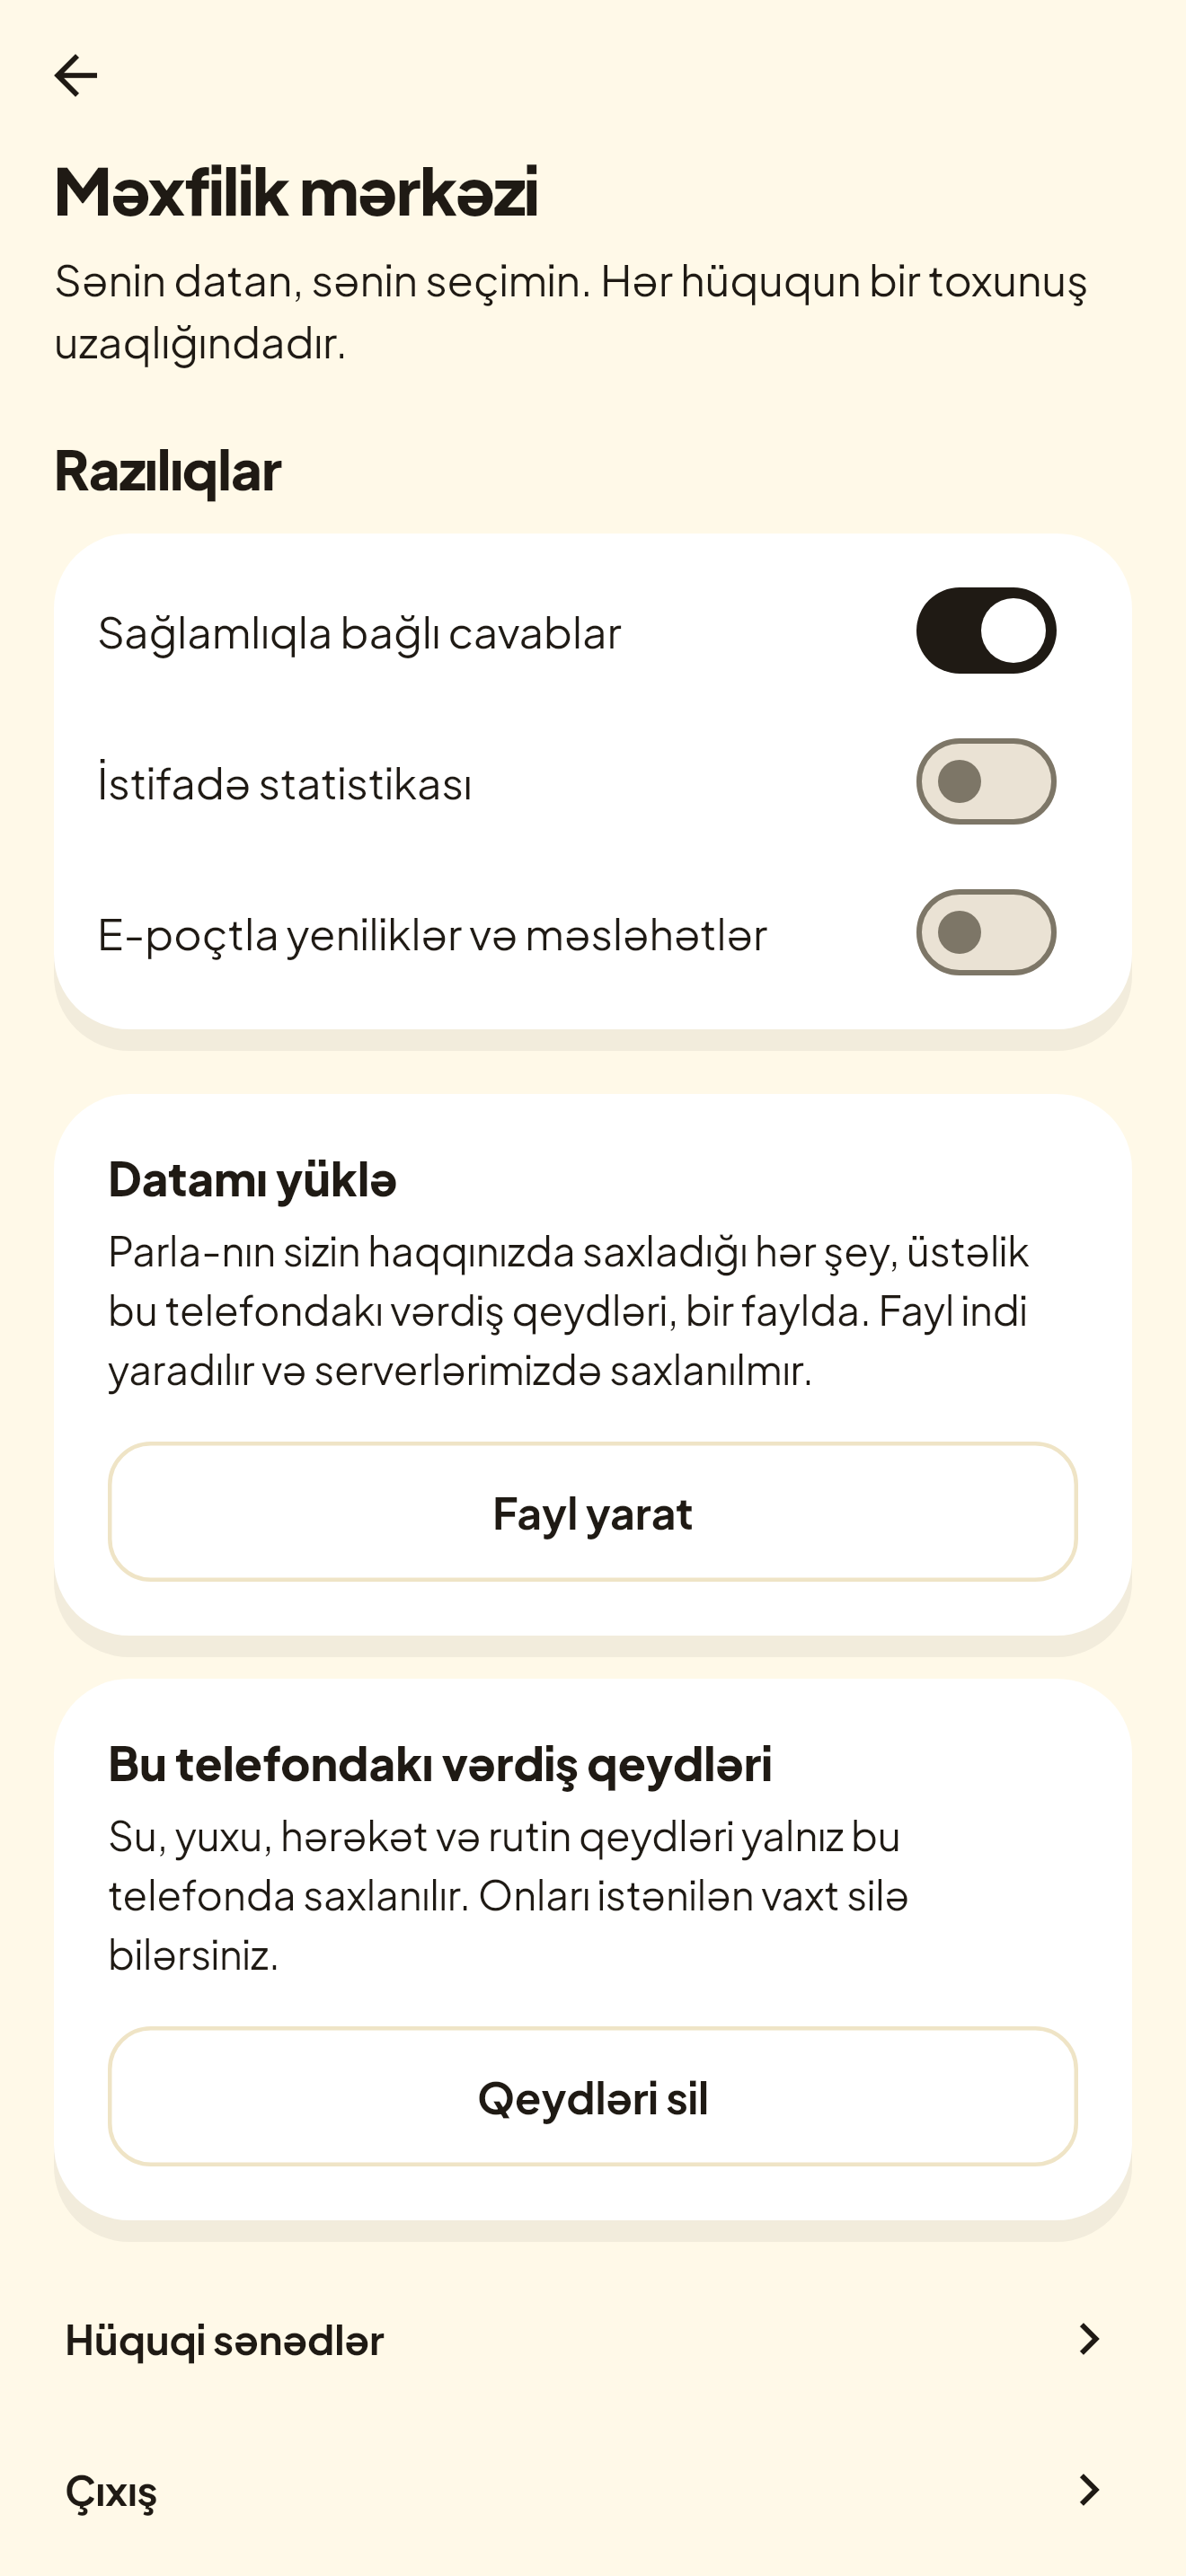 Məxfilik mərkəzi
Sənin datan, sənin seçimin. Hər hüququn bir toxunuş
uzaqlığındadır.
Razılıqlar
Sağlamlıqla bağlı cavablar
İstifadə statistikası
E-poçtla yeniliklər və məsləhətlər
Datamı yüklə
Parla-nın sizin haqqınızda saxladığı hər şey, üstəlik
bu telefondakı vərdiş qeydləri, bir faylda. Fayl indi
yaradılır və serverlərimizdə saxlanılmır.
Fayl yarat
Bu telefondakı vərdiş qeydləri
Su, yuxu, hərəkət və rutin qeydləri yalnız bu
telefonda saxlanılır. Onları istənilən vaxt silə
bilərsiniz.
Qeydləri sil
Hüquqi sənədlər
Çıxış